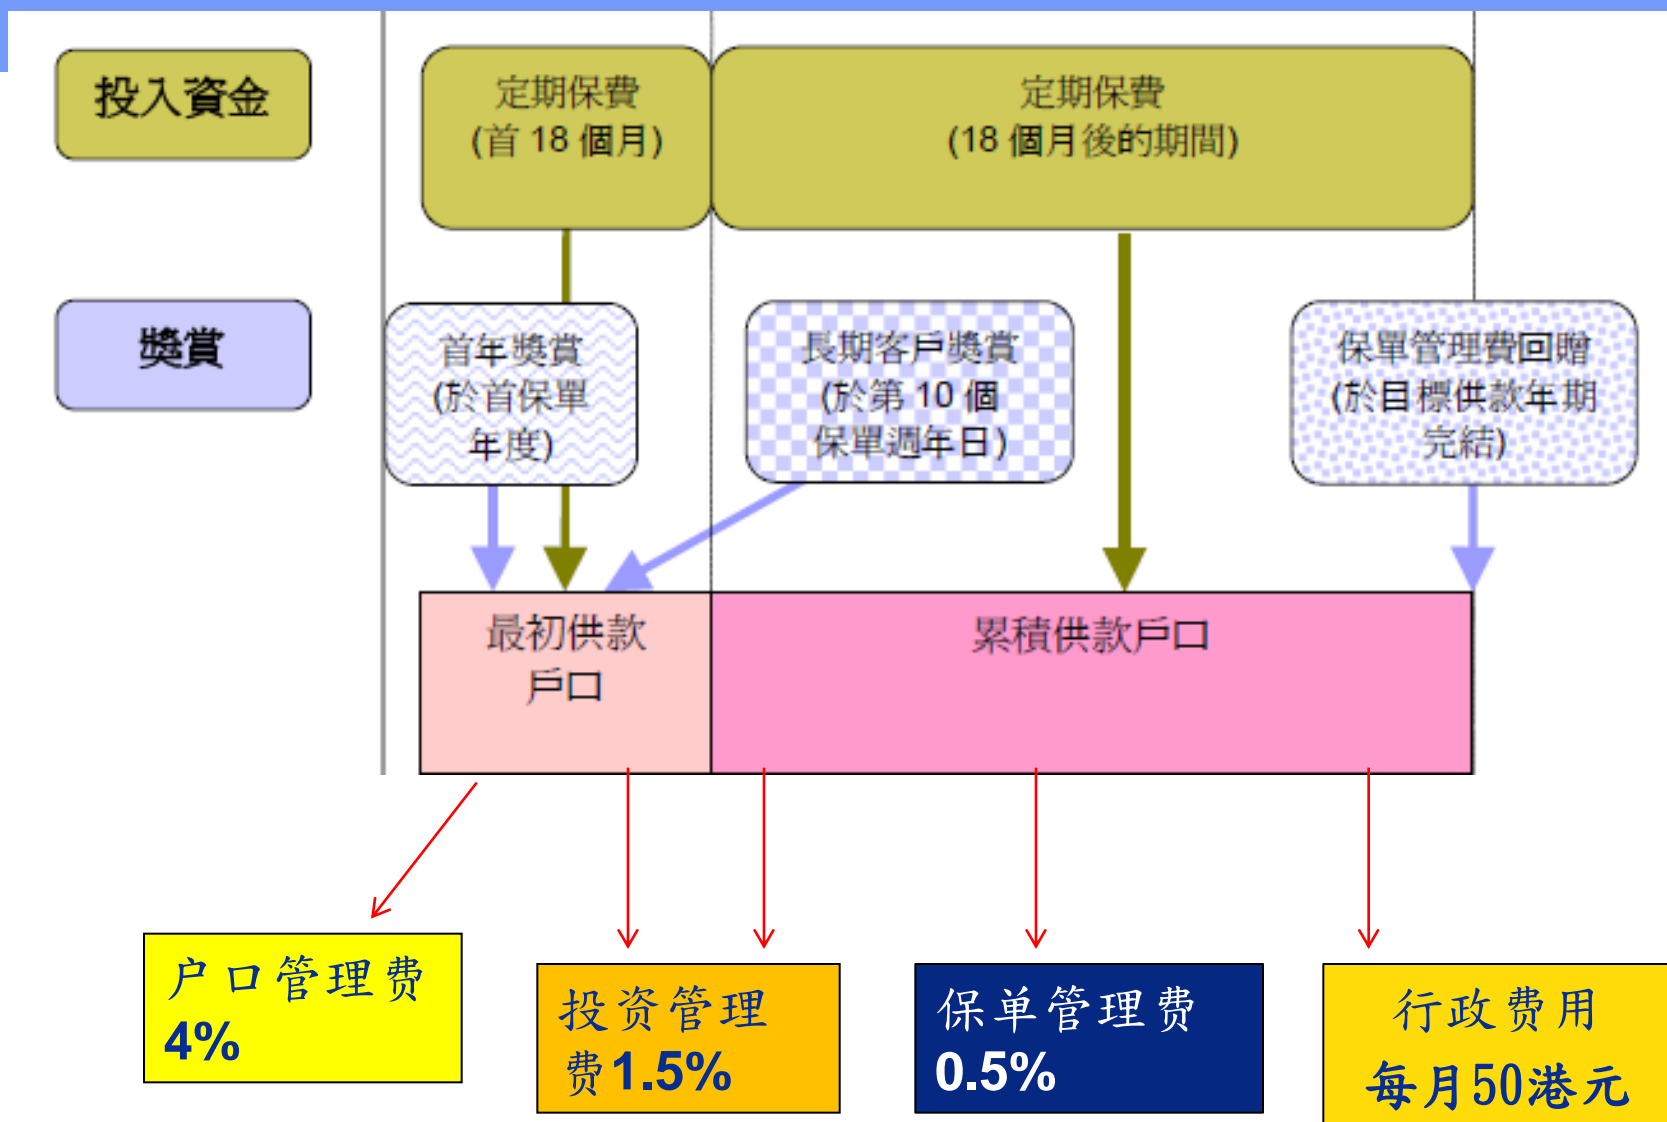 投入資金
定期保費
(首 18 個月)
定期保費
(18 個月後的期間)
獎賞
首年獎賞
(於首保單
年度)
長期客戶獎賞
(於第 10 個
保單週年日)
保單管理費回贈
(於目標供款年期
完結)
最初供款
戶口
累積供款戶口
户口管理费
4%
投资管理
费1.5%
保单管理费
0.5%
行政费用
每月50港元